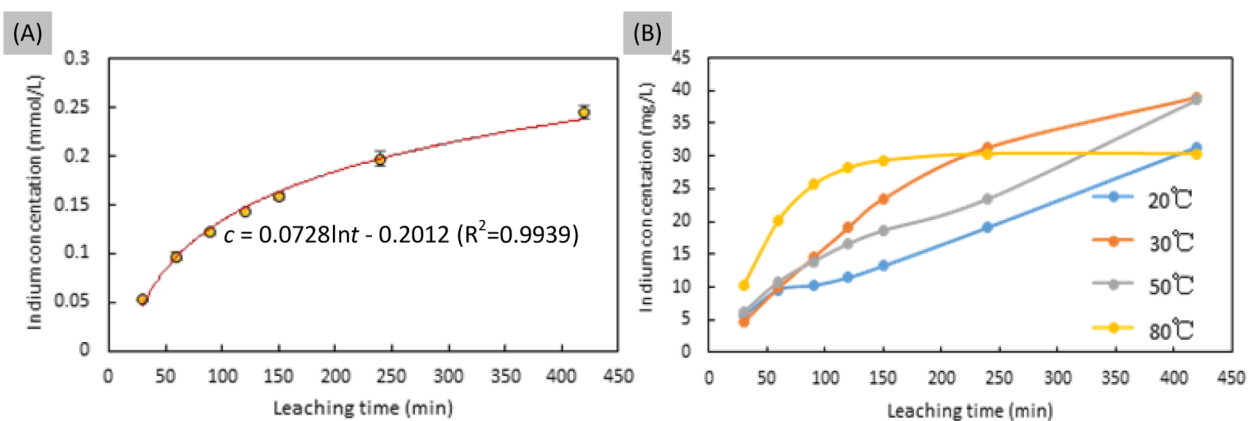 (A)
0.3
0.25
0.2
0.15
0.1
0.05
0
Indium concentation (mmol/L)
c = 0.0728lnt - 0.2012 (R²=0.9939)
0 50 100 150 200 250 300 350 400 450
Leaching time (min)
(B)
45
40
35
30
25
20
15
10
5
0
Indium concentation (mg/L)
20℃
30℃
50℃
80℃
0 50 100 150 200 250 300 350 400 450
Leaching time (min)